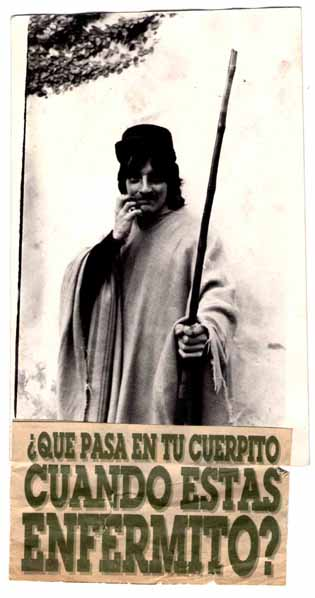 ¿QUE PASA EN TU CUERPITO
CUANDO ESTAS
ENFERMITO?